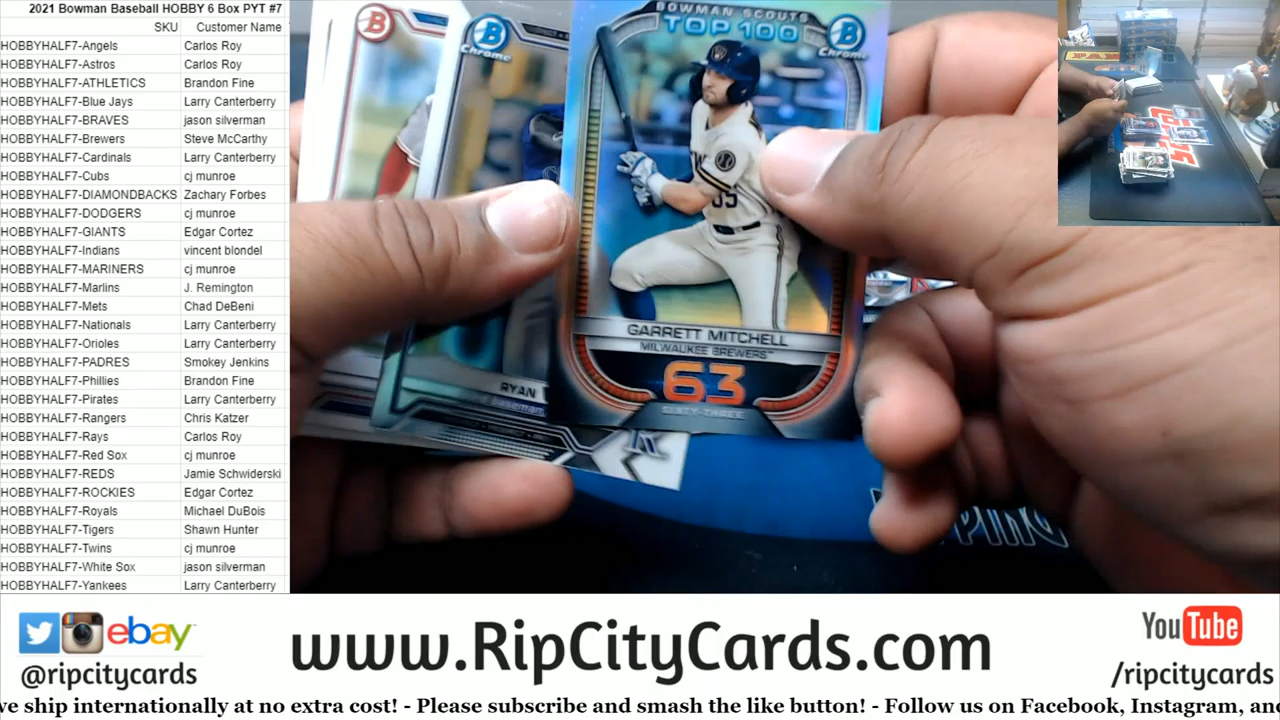 2021 Bowman Baseball HOBBY 6 Box PYT #7
SKU Customer Name
HOBBYHALF7-Angels Carlos Roy
HOBBYHALF7-Astros Carlos Roy
HOBBYHALF7-ATHLETICS Brandon Fine
HOBBYHALF7-Blue Jays Larry Canterberry
HOBBYHALF7-BRAVES jason silverman
HOBBYHALF7-Brewers Steve McCarthy
HOBBYHALF7-Cardinals Larry Canterberry
HOBBYHALF7-Cubs cj munroe
HOBBYHALF7-DIAMONDBACKS Zachary Forbes
HOBBYHALF7-DODGERS cj munroe
HOBBYHALF7-GIANTS Edgar Cortez
HOBBYHALF7-Indians vincent blondel
HOBBYHALF7-MARINERS cj munroe
HOBBYHALF7-Marlins J. Remington
HOBBYHALF7-Mets Chad DeBeni
HOBBYHALF7-Nationals Larry Canterberry
HOBBYHALF7-Orioles Larry Canterberry
HOBBYHALF7-PADRES Smokey Jenkins
HOBBYHALF7-Phillies Brandon Fine
HOBBYHALF7-Pirates Larry Canterberry
HOBBYHALF7-Rangers Chris Katzer
HOBBYHALF7-Rays Carlos Roy
HOBBYHALF7-Red Sox cj munroe
HOBBYHALF7-REDS Jamie Schwiderski
HOBBYHALF7-ROCKIES Edgar Cortez
HOBBYHALF7-Royals Michael DuBois
HOBBYHALF7-Tigers Shawn Hunter
HOBBYHALF7-Twins cj munroe
HOBBYHALF7-White Sox jason silverman
HOBBYHALF7-Yankees Larry Canterberry
B
B
Chrome
BOWMAN SCOUTS
TOP 100
B
Chrome
35
GARRETT MITCHELL
MILWAUKEE BREWERS™
63
SIXTY-THREE
RYAN
ebay
@ripcitycards
www.RipCityCards.com
YouTube
/ripcitycards
ve ship internationally at no extra cost! - Please subscribe and smash the like button! - Follow us on Facebook, Instagram, and